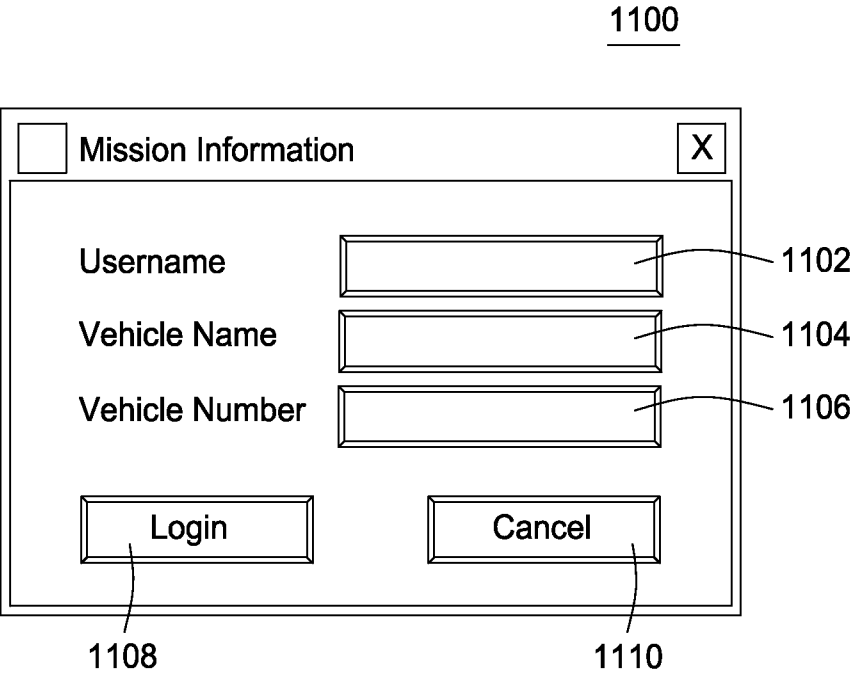 1100
Mission Information X
Username 1102
Vehicle Name 1104
Vehicle Number 1106
Login Cancel
1108 1110